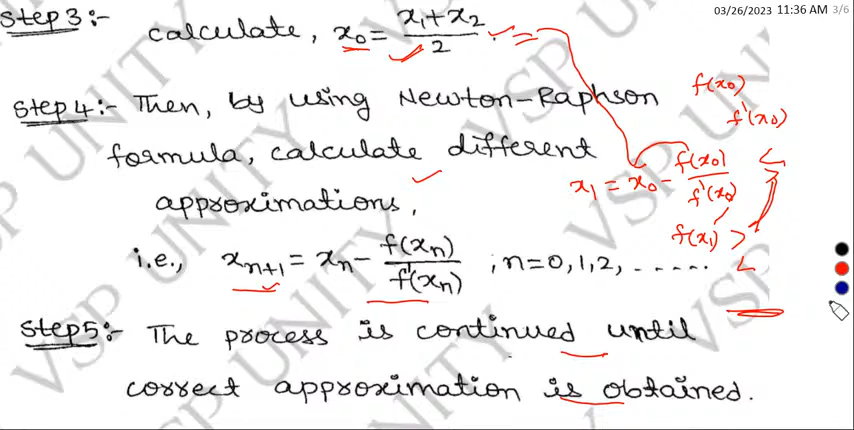 03/26/2023 11:36 AM 3/6
Step 3 :- calculate, x₀ = (x₁+x₂)/2
Step 4 :- Then, by using Newton-Raphson
formula, calculate different
approximations,
i.e., xₙ₊₁ = xₙ - f(xₙ)/f'(xₙ) ; n=0,1,2, ......
f(x₀)
f'(x₀)
x₁ = x₀ - f(x₀)/f'(x₀)
f(x₁) >
Step 5 :- The process is continued until
correct approximation is obtained.
VSP UNITY